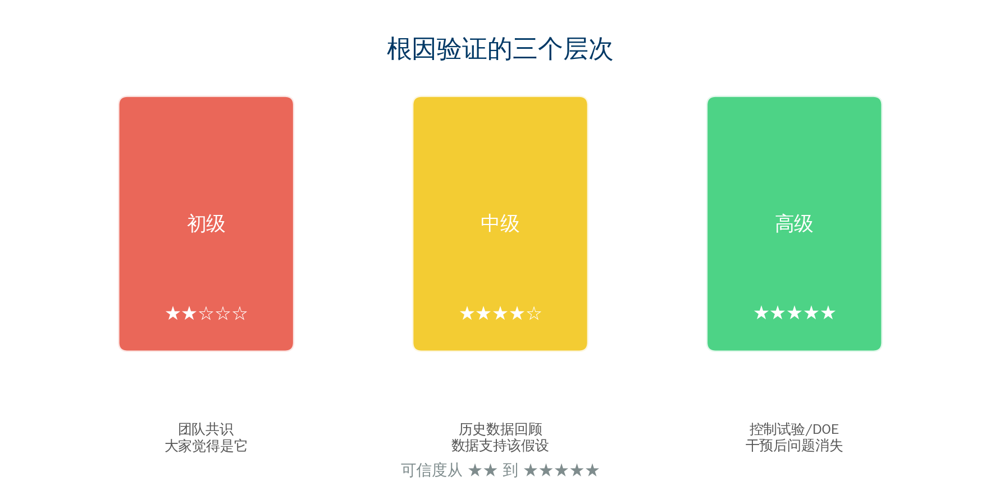 根因验证的三个层次
初级
★★☆☆☆
中级
★★★★☆
高级
★★★★★
团队共识
大家觉得是它
历史数据回顾
数据支持该假设
控制试验/DOE
干预后问题消失
可信度从 ★★ 到 ★★★★★